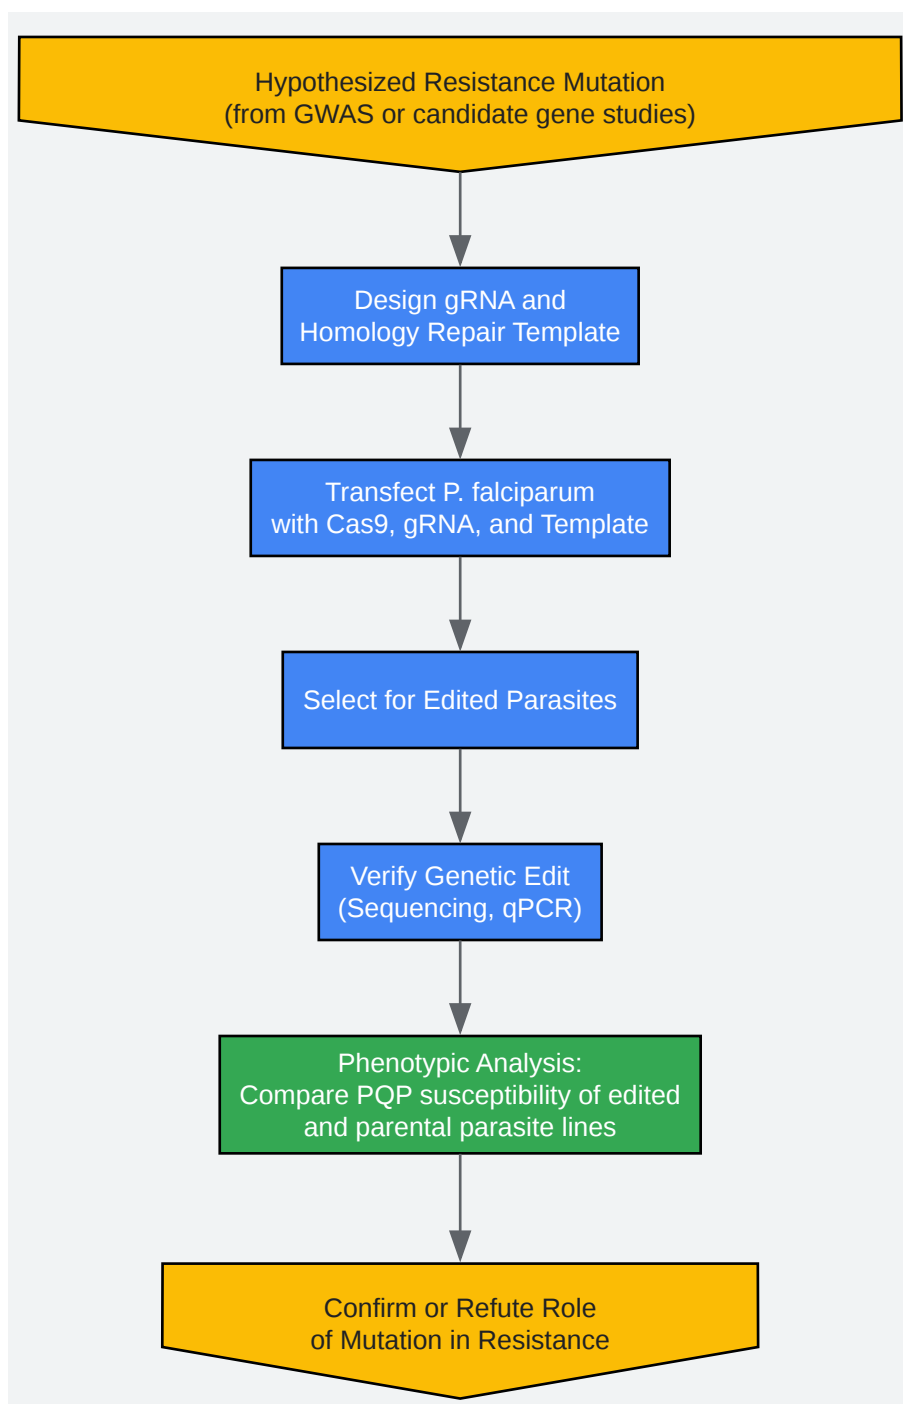 Hypothesized Resistance Mutation
(from GWAS or candidate gene studies)
Design gRNA and
Homology Repair Template
Transfect P. falciparum
with Cas9, gRNA, and Template
Select for Edited Parasites
Verify Genetic Edit
(Sequencing, qPCR)
Phenotypic Analysis:
Compare PQP susceptibility of edited
and parental parasite lines
Confirm or Refute Role
of Mutation in Resistance